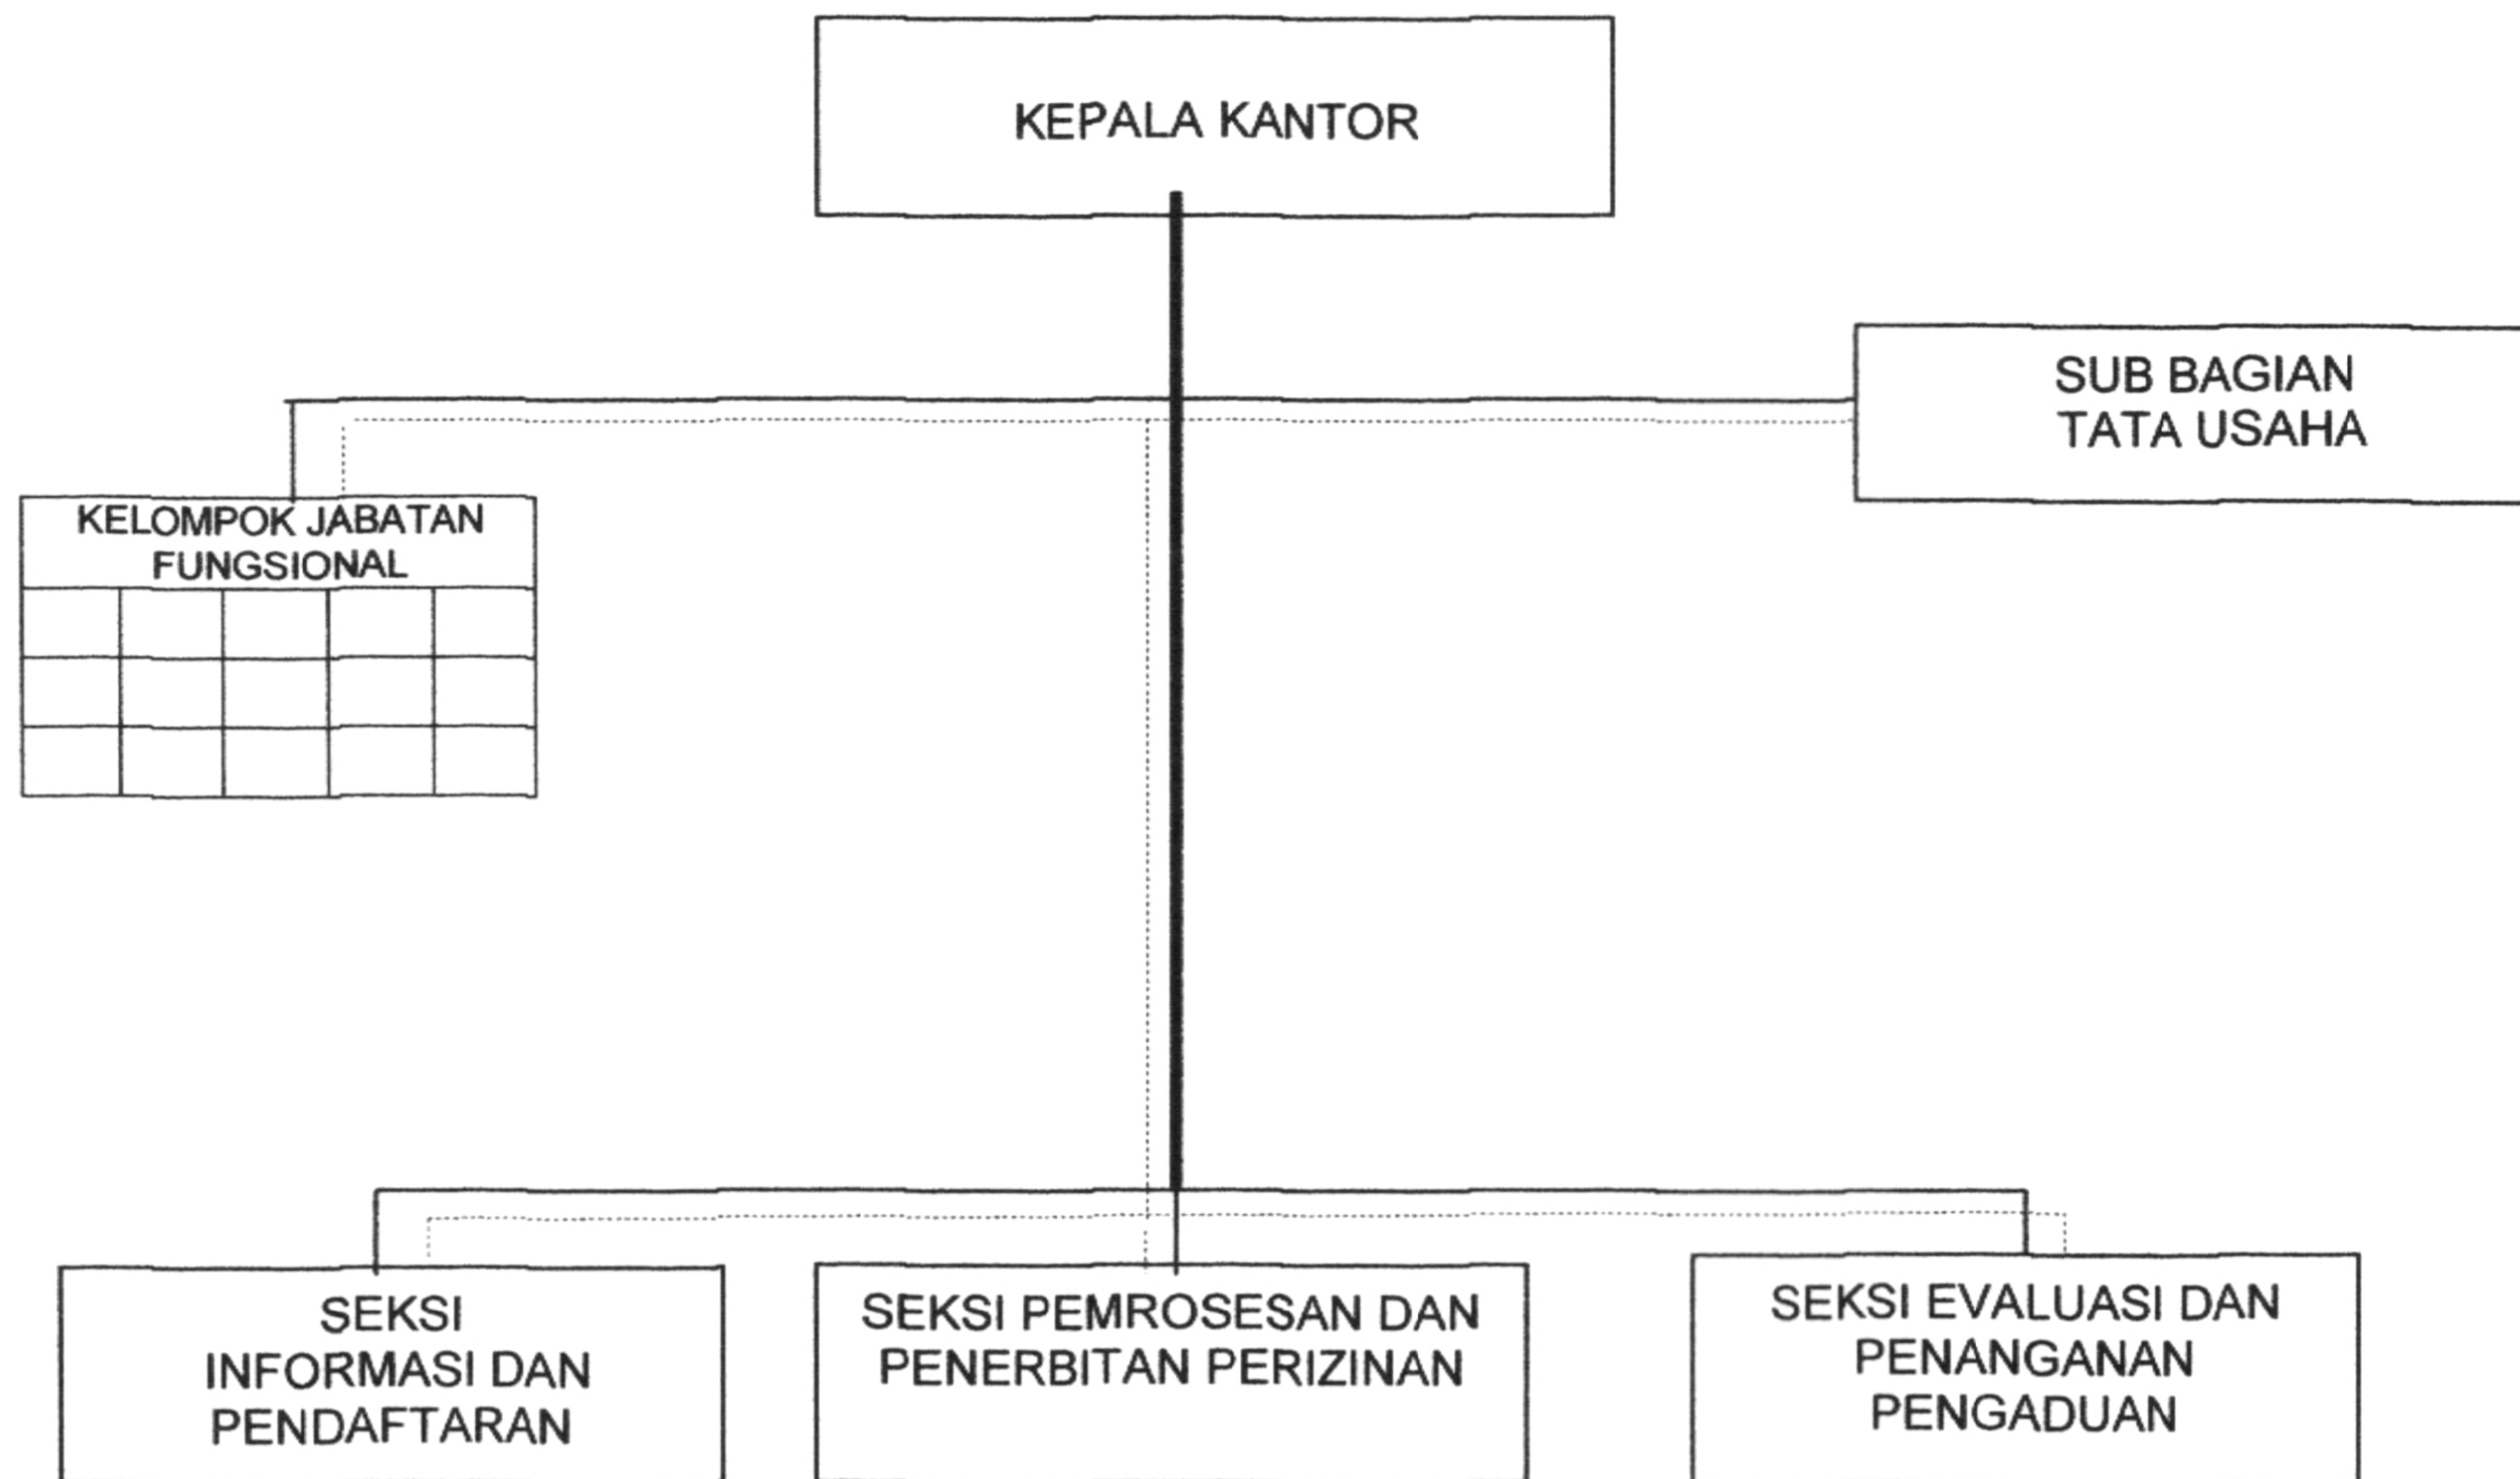 KEPALA KANTOR
SUB BAGIAN
TATA USAHA
KELOMPOK JABATAN
FUNGSIONAL
SEKSI
INFORMASI DAN
PENDAFTARAN
SEKSI PEMROSESAN DAN
PENERBITAN PERIZINAN
SEKSI EVALUASI DAN
PENANGANAN
PENGADUAN